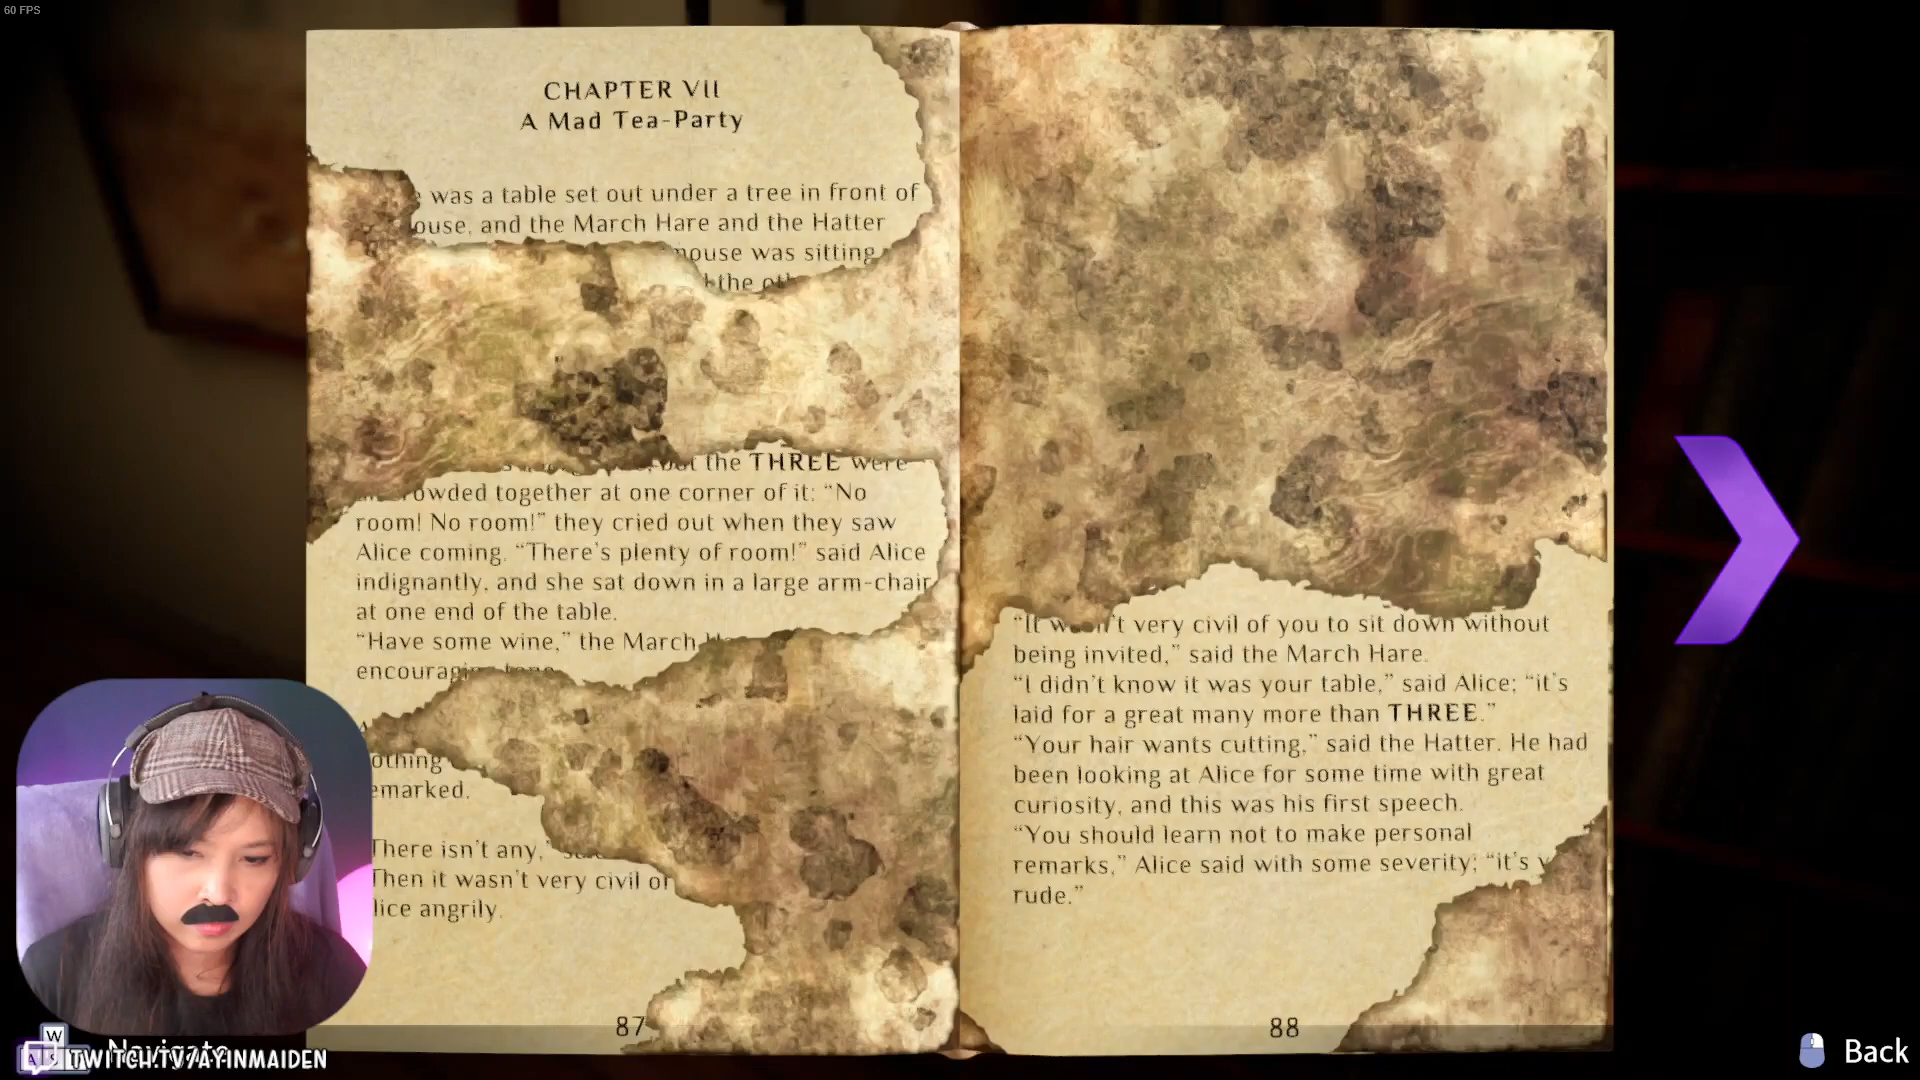 60 FPS
CHAPTER VII
A Mad Tea-Party
was a table set out under a tree in front of
ouse, and the March Hare and the Hatter
mouse was sitting
the
but the THREE were
rowded together at one corner of it: “No
room! No room!” they cried out when they saw
Alice coming. “There’s plenty of room!” said Alice
indignantly, and she sat down in a large arm-chair
at one end of the table.
“Have some wine,” the March
encouraging tone
othing
emarked.
There isn’t any,”
Then it wasn’t very civil of
lice angrily.
87
“It wasn’t very civil of you to sit down without
being invited,” said the March Hare.
“I didn’t know it was your table,” said Alice; “it’s
laid for a great many more than THREE.”
“Your hair wants cutting,” said the Hatter. He had
been looking at Alice for some time with great
curiosity, and this was his first speech.
“You should learn not to make personal
remarks,” Alice said with some severity; “it’s
rude.”
88
W
Navigate
TWITCH.TV/AYINMAIDEN
Back